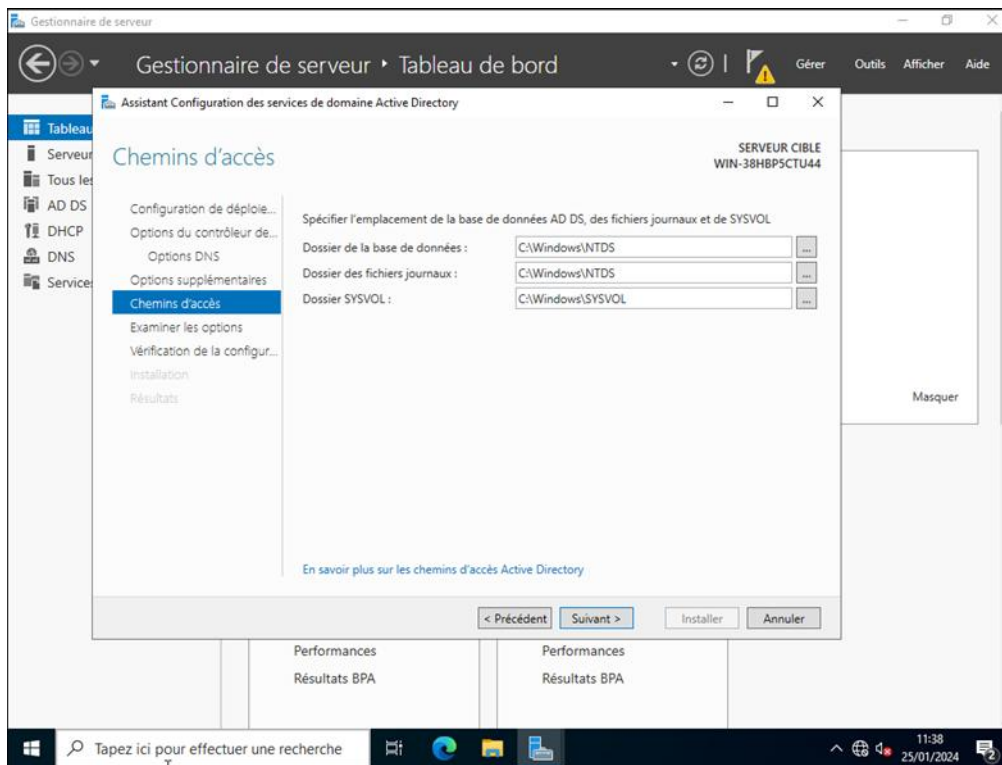 Gestionnaire de serveur
Gestionnaire de serveur • Tableau de bord
Gérer Outils Afficher Aide
Assistant Configuration des services de domaine Active Directory
Tableau
Serveur
Tous les
AD DS
DHCP
DNS
Service
Chemins d'accès
SERVEUR CIBLE
WIN-38HBP5CTU44
Configuration de déploie...
Options du contrôleur de...
Options DNS
Options supplémentaires
Chemins d'accès
Examiner les options
Vérification de la configur...
Installation
Résultats
Spécifier l'emplacement de la base de données AD DS, des fichiers journaux et de SYSVOL
Dossier de la base de données : C:\Windows\NTDS ...
Dossier des fichiers journaux : C:\Windows\NTDS ...
Dossier SYSVOL : C:\Windows\SYSVOL ...
En savoir plus sur les chemins d'accès Active Directory
< Précédent Suivant > Installer Annuler
Masquer
Performances Performances
Résultats BPA Résultats BPA
Tapez ici pour effectuer une recherche
11:38
25/01/2024
2